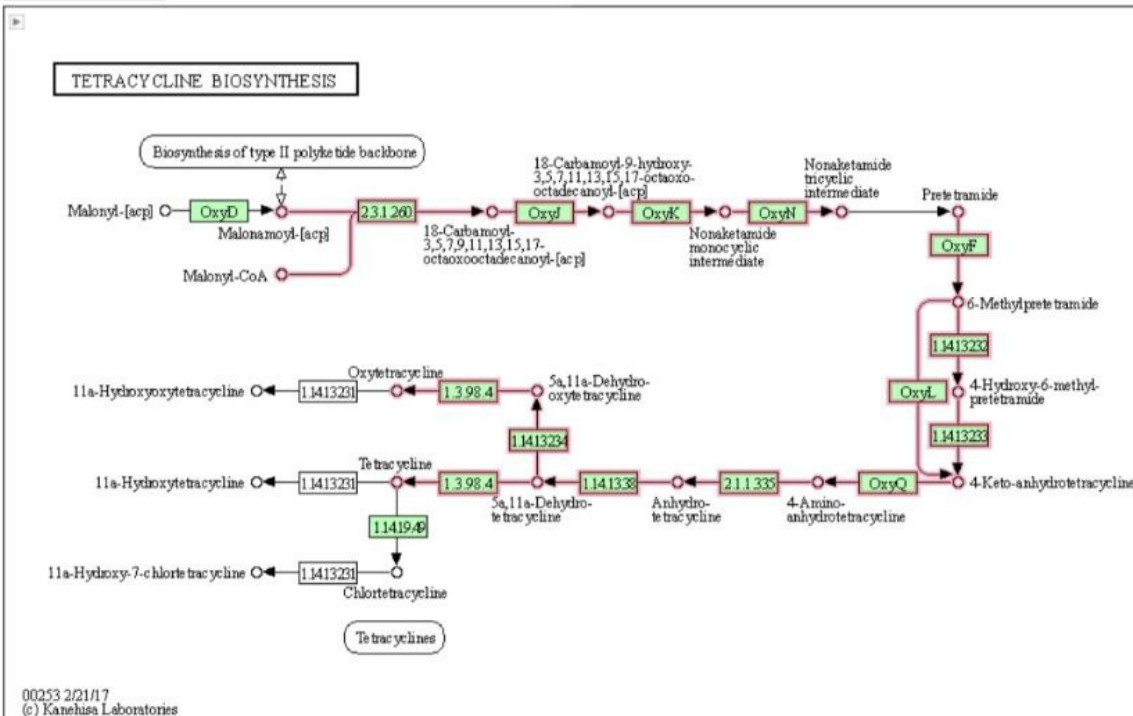 TETRACYCLINE BIOSYNTHESIS
Biosynthesis of type II polyketide backbone
18-Carbamoyl-9-hydroxy-
3,5,7,11,13,15,17-octaoxo-
octadecanoyl-[acp]
Nonaketamide
tricyclic
intermediate
Pretetramide
Malonyl-[acp]
OxyD
2.3.1.260
OxyJ
OxyK
OxyN
Malonamoyl-[acp]
18-Carbamoyl-
3,5,7,9,11,13,15,17-
octaoxooctadecanoyl-[acp]
Nonaketamide
monocyclic
intermediate
OxyF
Malonyl-CoA
6-Methylpretetramide
1.14.13.232
Oxytetracycline
5a,11a-Dehydro-
oxytetracycline
11a-Hydroxyoxytetracycline
1.14.13.231
1.3.98.4
OxyL
4-Hydroxy-6-methyl-
pretetramide
1.14.13.234
1.14.13.233
Tetracycline
11a-Hydroxytetracycline
1.14.13.231
1.3.98.4
5a,11a-Dehydro-
tetracycline
1.14.13.38
Anhydro-
tetracycline
2.1.1.335
4-Amino-
anhydrotetracycline
OxyQ
4-Keto-anhydrotetracycline
1.14.19.49
11a-Hydroxy-7-chlortetracycline
1.14.13.231
Chlortetracycline
Tetracyclines
00253 2/21/17
(c) Kanehisa Laboratories